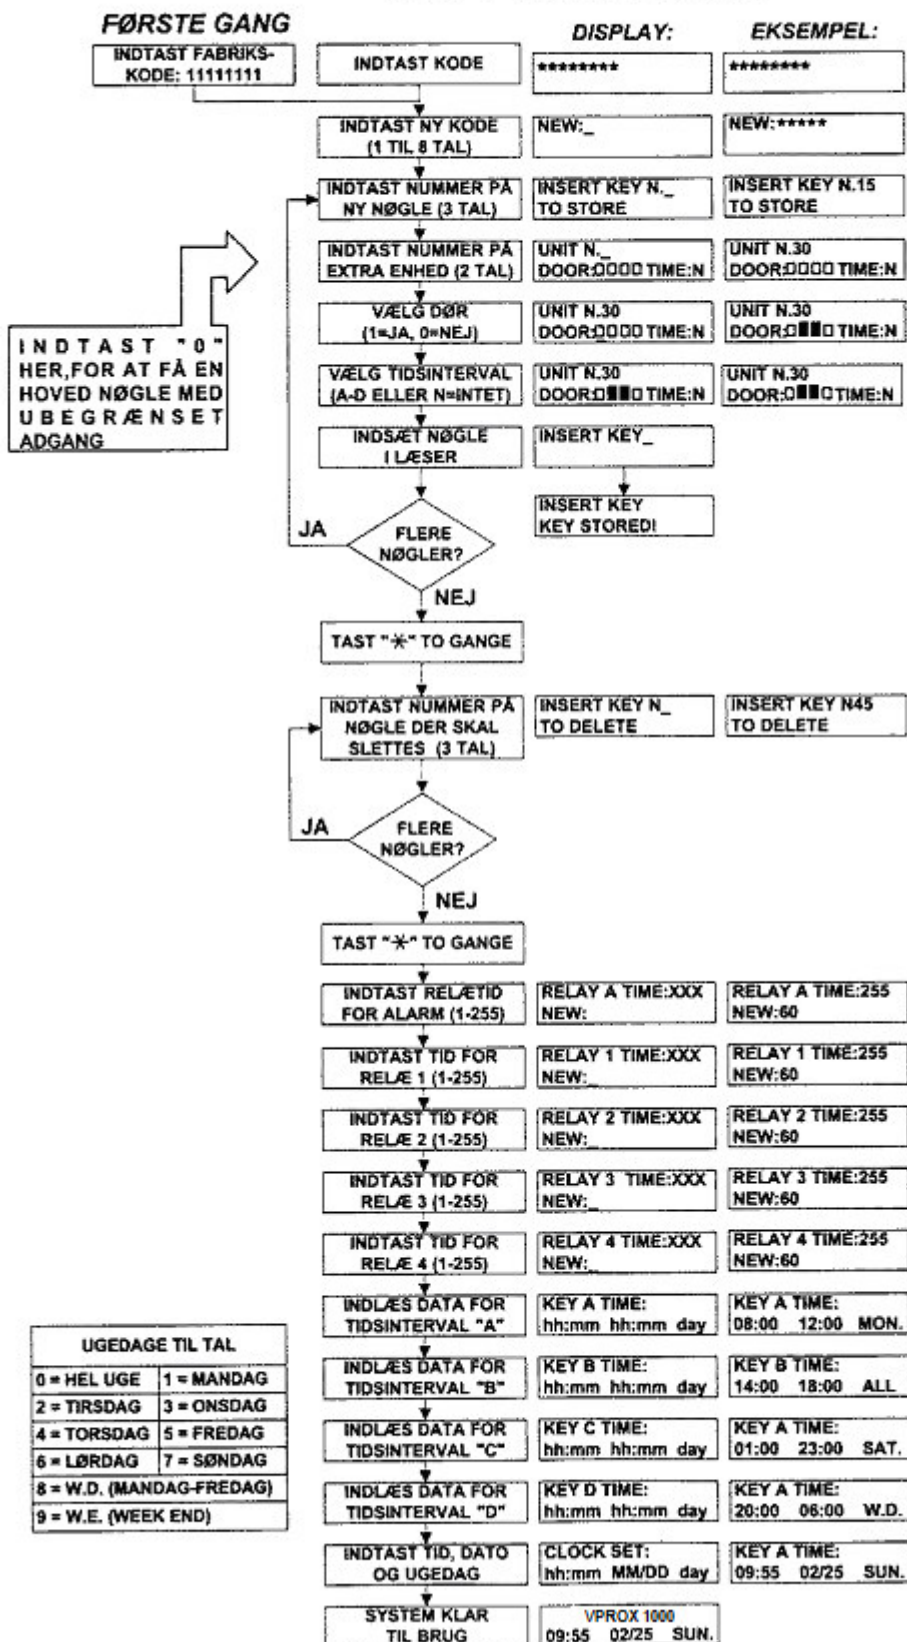 FØRSTE GANG
DISPLAY:
EKSEMPEL:
INDTAST FABRIKS-
KODE: 11111111
INDTAST KODE
********
********
INDTAST NY KODE
(1 TIL 8 TAL)
NEW:_
NEW:*****
INDTAST NUMMER PÅ
NY NØGLE (3 TAL)
INSERT KEY N._
TO STORE
INSERT KEY N.15
TO STORE
INDTAST NUMMER PÅ
EXTRA ENHED (2 TAL)
UNIT N._
DOOR:▯▯▯▯ TIME:N
UNIT N.30
DOOR:▯▯▯▯ TIME:N
VÆLG DØR
(1=JA, 0=NEJ)
UNIT N.30
DOOR:▯▯▯▯ TIME:N
UNIT N.30
DOOR:▯▮▮▯ TIME:N
VÆLG TIDSINTERVAL
(A-D ELLER N=INTET)
UNIT N.30
DOOR:▯▮▮▯ TIME:N
UNIT N.30
DOOR:▯▮▮▯ TIME:N
INDTAST "0"
HER,FOR AT FÅ EN
HOVED NØGLE MED
UBEGRÆNSET
ADGANG
INDSÆT NØGLE
I LÆSER
INSERT KEY_
INSERT KEY
KEY STORED!
JA
FLERE
NØGLER?
NEJ
TAST "*" TO GANGE
INDTAST NUMMER PÅ
NØGLE DER SKAL
SLETTES (3 TAL)
INSERT KEY N_
TO DELETE
INSERT KEY N45
TO DELETE
JA
FLERE
NØGLER?
NEJ
TAST "*" TO GANGE
INDTAST RELÆTID
FOR ALARM (1-255)
RELAY A TIME:XXX
NEW:
RELAY A TIME:255
NEW:60
INDTAST TID FOR
RELÆ 1 (1-255)
RELAY 1 TIME:XXX
NEW:_
RELAY 1 TIME:255
NEW:60
INDTAST TID FOR
RELÆ 2 (1-255)
RELAY 2 TIME:XXX
NEW:_
RELAY 2 TIME:255
NEW:60
INDTAST TID FOR
RELÆ 3 (1-255)
RELAY 3 TIME:XXX
NEW:_
RELAY 3 TIME:255
NEW:60
INDTAST TID FOR
RELÆ 4 (1-255)
RELAY 4 TIME:XXX
NEW:_
RELAY 4 TIME:255
NEW:60
INDLÆS DATA FOR
TIDSINTERVAL "A"
KEY A TIME:
hh:mm hh:mm day
KEY A TIME:
08:00 12:00 MON.
INDLÆS DATA FOR
TIDSINTERVAL "B"
KEY B TIME:
hh:mm hh:mm day
KEY B TIME:
14:00 18:00 ALL
INDLÆS DATA FOR
TIDSINTERVAL "C"
KEY C TIME:
hh:mm hh:mm day
KEY A TIME:
01:00 23:00 SAT.
INDLÆS DATA FOR
TIDSINTERVAL "D"
KEY D TIME:
hh:mm hh:mm day
KEY A TIME:
20:00 06:00 W.D.
INDTAST TID, DATO
OG UGEDAG
CLOCK SET:
hh:mm MM/DD day
KEY A TIME:
09:55 02/25 SUN.
SYSTEM KLAR
TIL BRUG
VPROX 1000
09:55 02/25 SUN.
UGEDAGE TIL TAL
0 = HEL UGE 1 = MANDAG
2 = TIRSDAG 3 = ONSDAG
4 = TORSDAG 5 = FREDAG
6 = LØRDAG 7 = SØNDAG
8 = W.D. (MANDAG-FREDAG)
9 = W.E. (WEEK END)